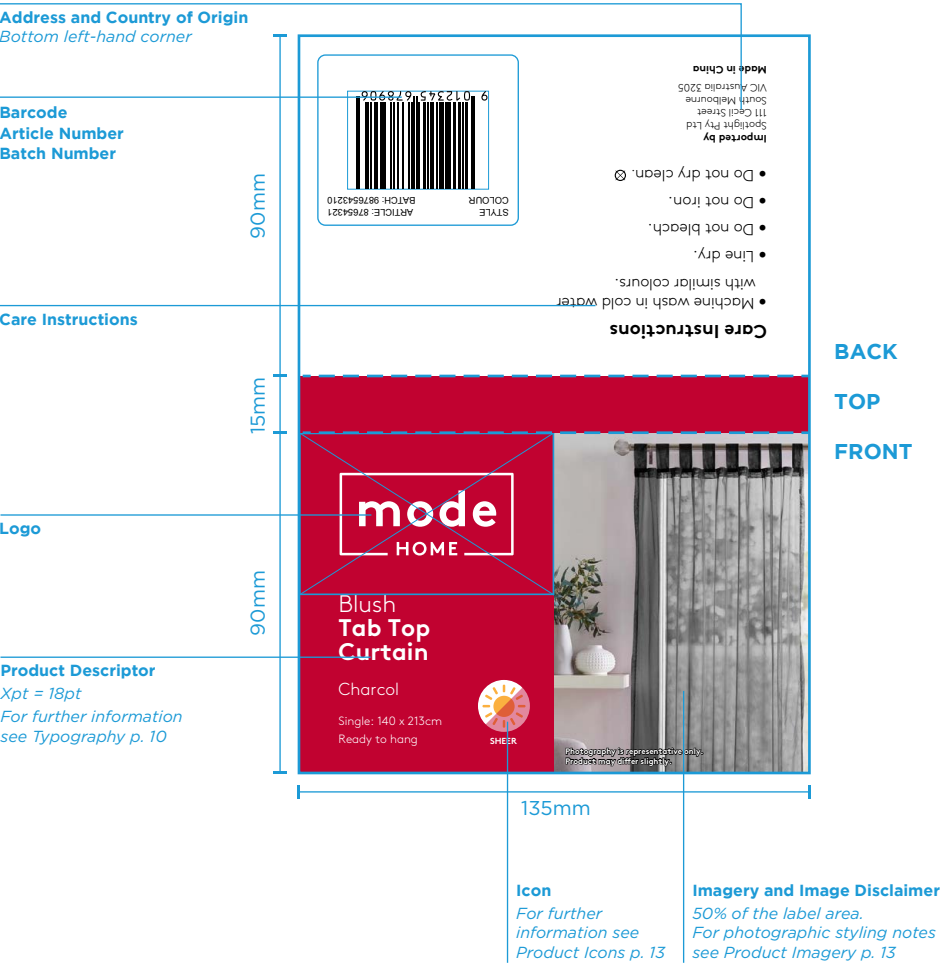 Address and Country of Origin
Bottom left-hand corner
Barcode
Article Number
Batch Number
Care Instructions
Logo
Product Descriptor
Xpt = 18pt
For further information
see Typography p. 10
90mm
15mm
90mm
135mm
BACK
TOP
FRONT
Care Instructions
• Machine wash in cold water
with similar colours.
• Line dry.
• Do not bleach.
• Do not iron.
• Do not dry clean.
Imported by
Spotlight Pty Ltd
111 Cecil Street
South Melbourne
VIC Australia 3205
Made in China
STYLE ARTICLE: 87654321
COLOUR BATCH: 9876543210
9 012345 678906
mode
HOME
Blush
Tab Top
Curtain
Charcol
Single: 140 x 213cm
Ready to hang
SHEER
Photography is representative only.
Product may differ slightly.
Icon
For further
information see
Product Icons p. 13
Imagery and Image Disclaimer
50% of the label area.
For photographic styling notes
see Product Imagery p. 13